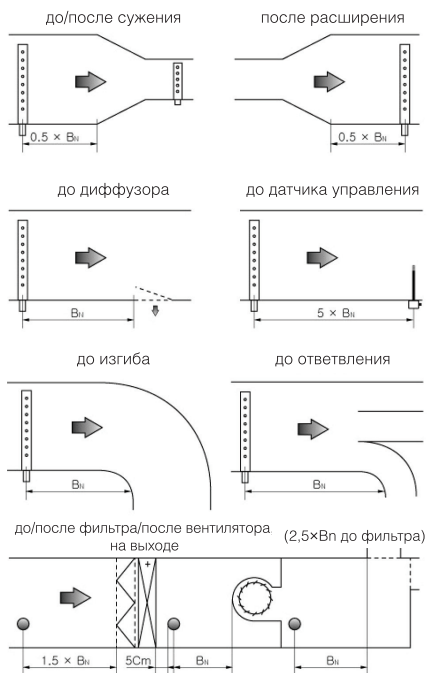 до/после сужения
после расширения
0.5 × BN
0.5 × BN
до диффузора
до датчика управления
BN
5 × BN
до изгиба
до ответвления
BN
BN
до/после фильтра/после вентилятора
на выходе
(2,5×Bn до фильтра)
+
1.5 × BN
5Cm
BN
BN